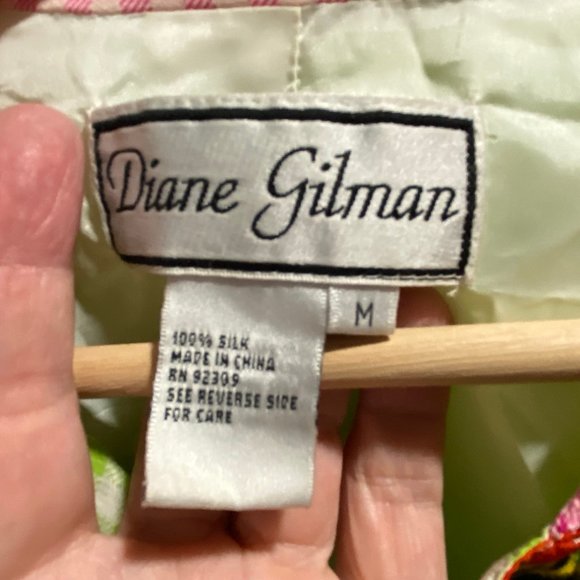 Diane Gilman
M
100% SILK
MADE IN CHINA
RN 92309
SEE REVERSE SIDE
FOR CARE